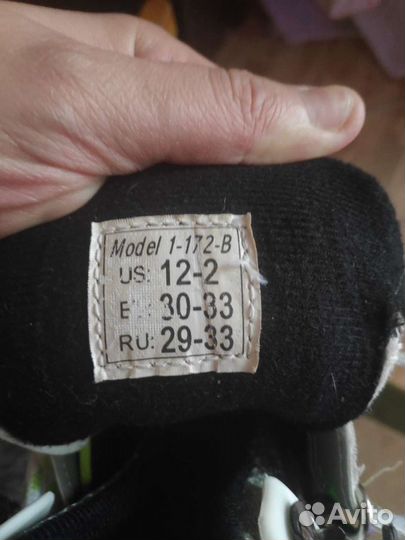 Model 1-172-B
US: 12-2
E 30-33
RU: 29-33
Avito